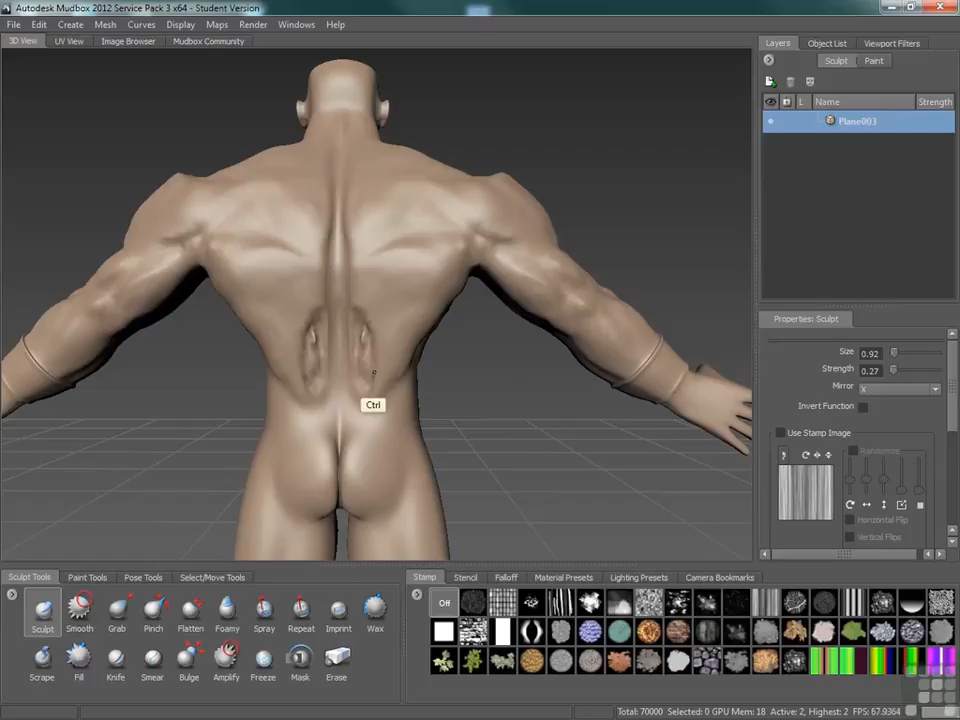 Autodesk Mudbox 2012 Service Pack 3 x64 - Student Version
File Edit Create Mesh Curves Display Maps Render Windows Help
3D View UV View Image Browser Mudbox Community
Layers Object List Viewport Filters
Sculpt Paint
L Name Strength
Plane003
Properties: Sculpt
Size 0.92
Strength 0.27
Mirror X
Invert Function
Use Stamp Image
Randomize
Horizontal Flip
Vertical Flips
Ctrl
Sculpt Tools Paint Tools Pose Tools Select/Move Tools
Sculpt Smooth Grab Pinch Flatten Foamy Spray Repeat Imprint Wax
Scrape Fill Knife Smear Bulge Amplify Freeze Mask Erase
Stamp Stencil Falloff Material Presets Lighting Presets Camera Bookmarks
Off
Total: 70000 Selected: 0 GPU Mem: 18 Active: 2, Highest: 2 FPS: 67.9364